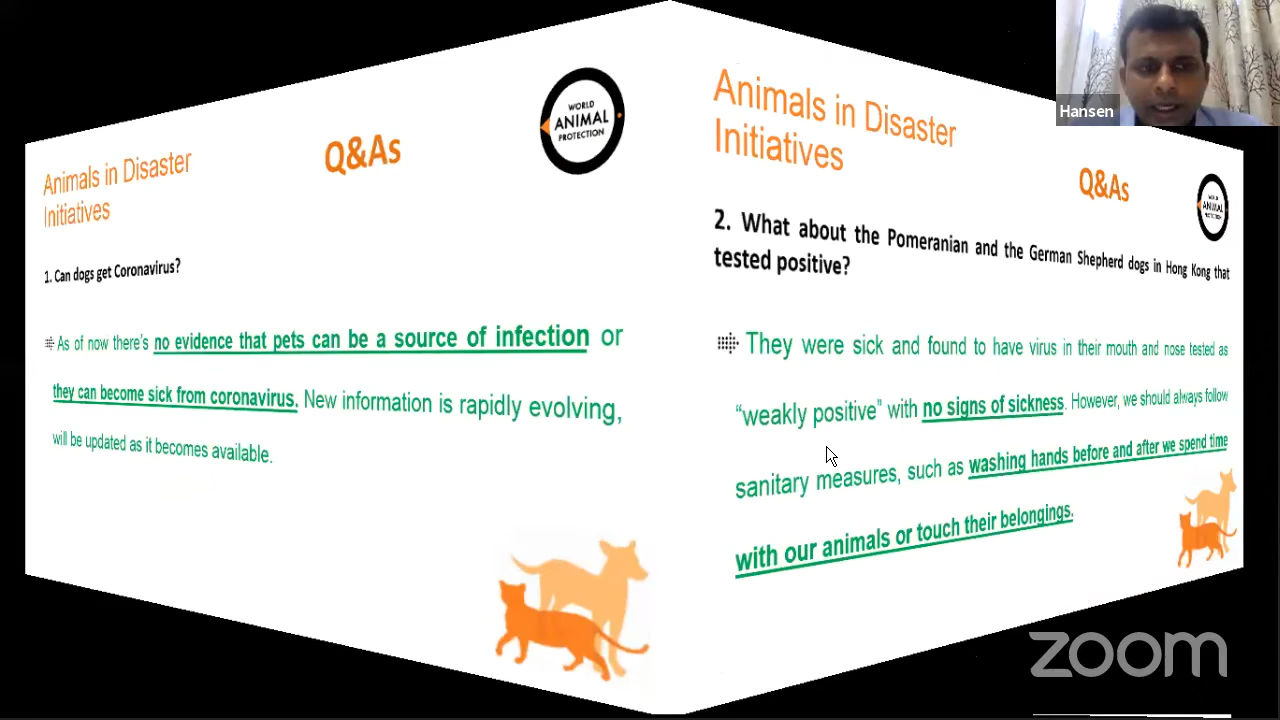 Animals in Disaster
Initiatives
Q&As
WORLD
ANIMAL
PROTECTION
1. Can dogs get Coronavirus?
As of now there's no evidence that pets can be a source of infection or
they can become sick from coronavirus. New information is rapidly evolving,
will be updated as it becomes available.
Animals in Disaster
Initiatives
Q&As
WORLD
ANIMAL
PROTECTION
2. What about the Pomeranian and the German Shepherd dogs in Hong Kong that
tested positive?
They were sick and found to have virus in their mouth and nose tested as
“weakly positive” with no signs of sickness. However, we should always follow
sanitary measures, such as washing hands before and after we spend time
with our animals or touch their belongings.
Hansen
zoom